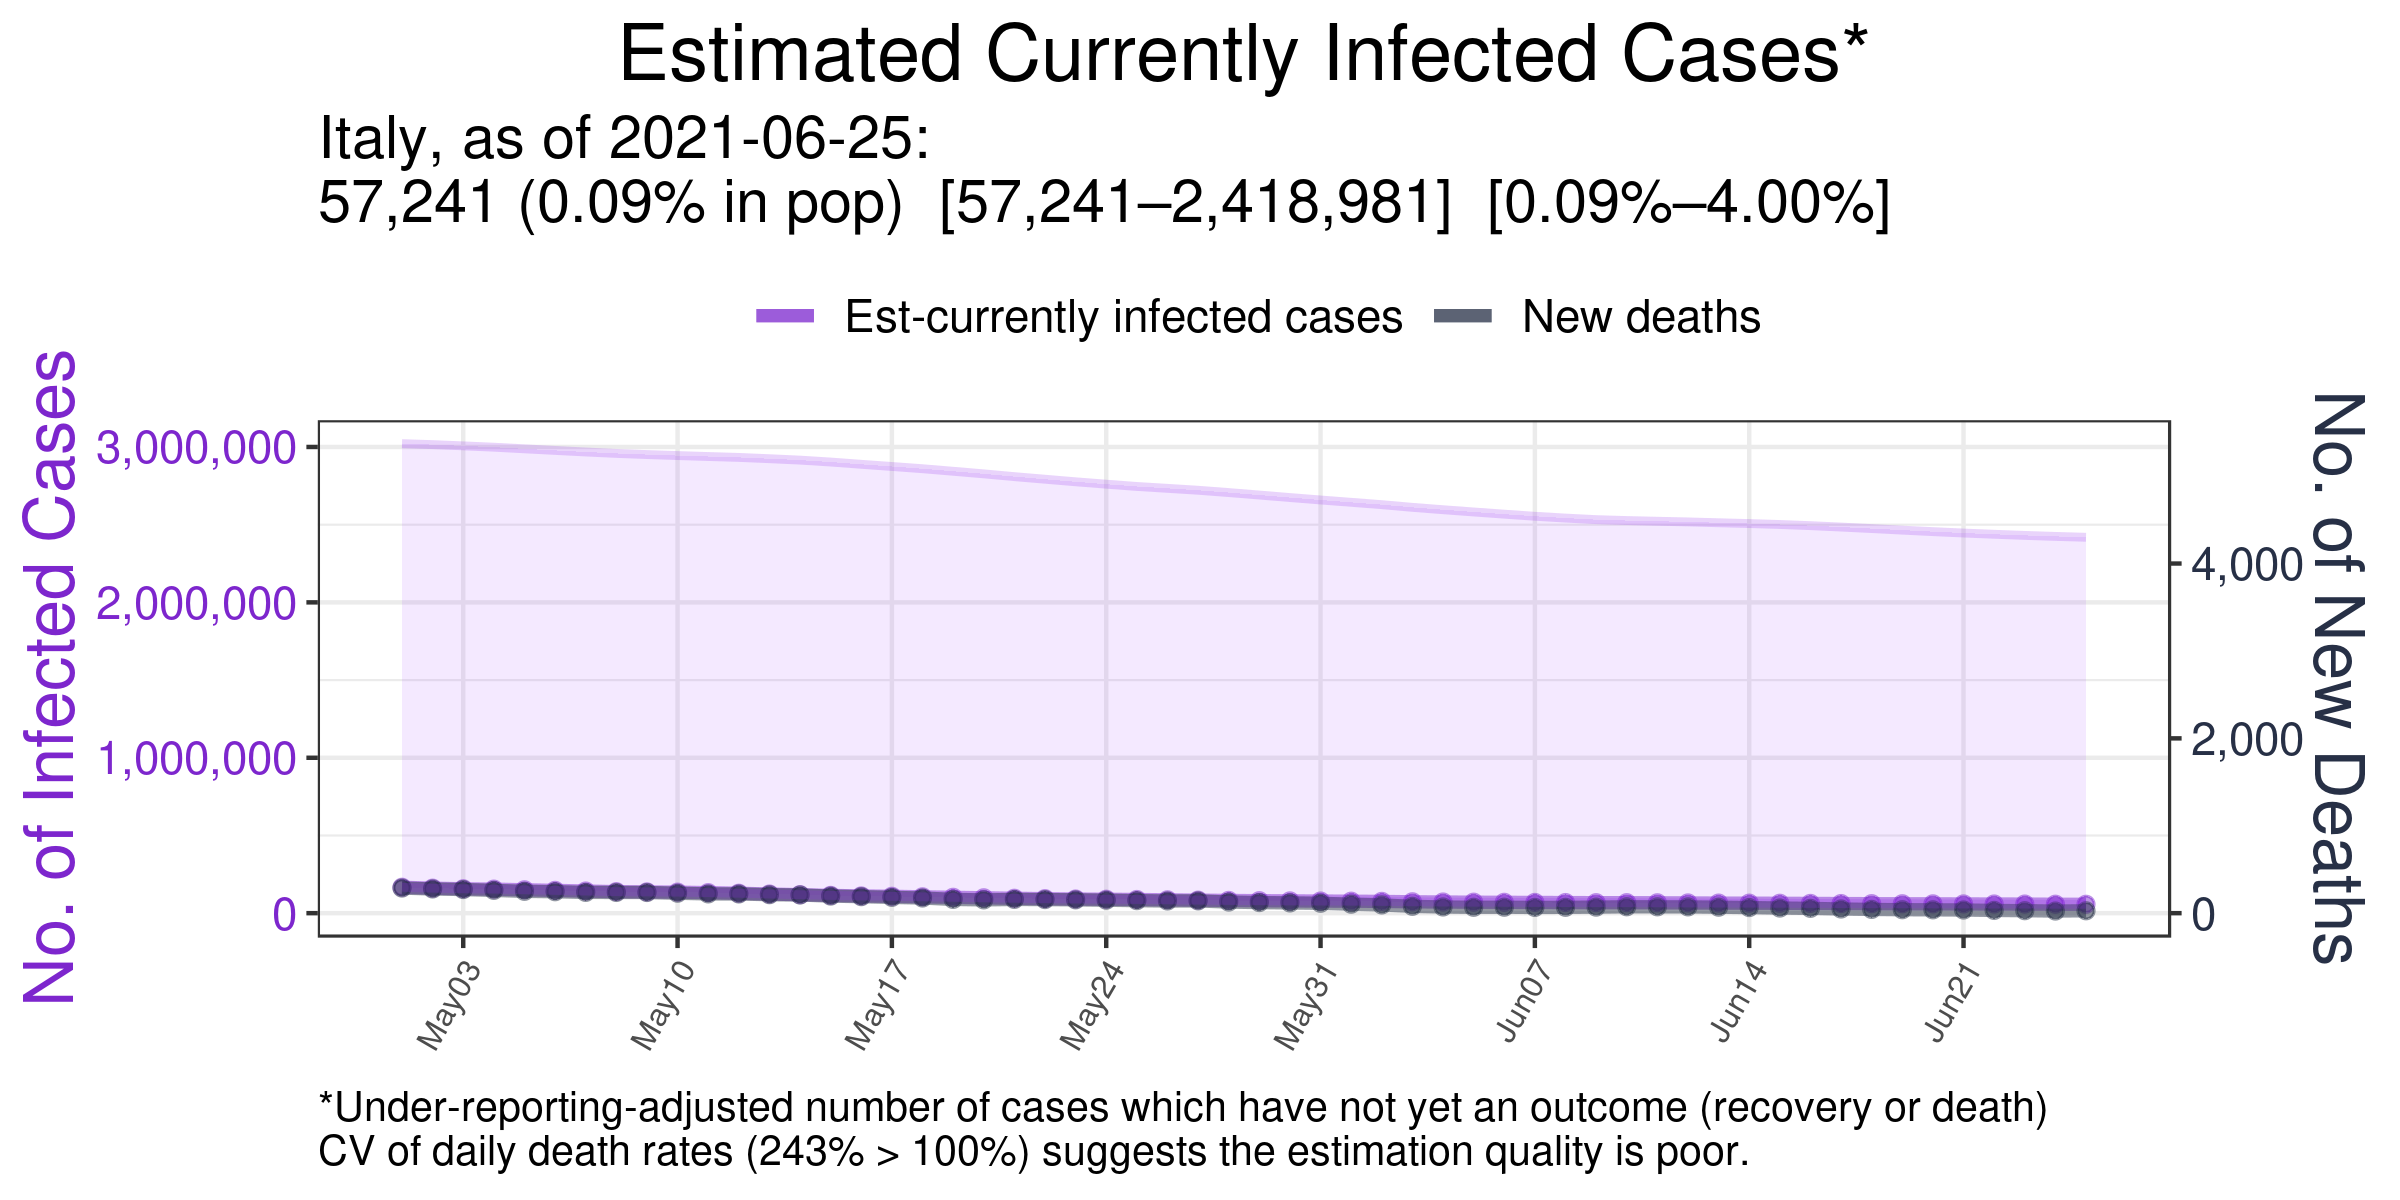 Estimated Currently Infected Cases*
Italy, as of 2021-06-25:
57,241 (0.09% in pop)  [57,241–2,418,981]  [0.09%–4.00%]
Est-currently infected cases
New deaths
No. of Infected Cases
3,000,000
2,000,000
1,000,000
0
4,000
2,000
0
No. of New Deaths
May03
May10
May17
May24
May31
Jun07
Jun14
Jun21
*Under-reporting-adjusted number of cases which have not yet an outcome (recovery or death)
CV of daily death rates (243% > 100%) suggests the estimation quality is poor.